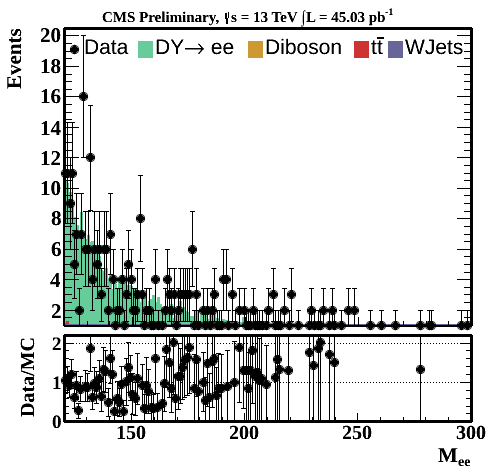 CMS Preliminary, √s = 13 TeV ∫L = 45.03 pb⁻¹
Events
20
18
16
14
12
10
8
6
4
2
Data DY→ ee Diboson tt̄ WJets
Data/MC
2
1
0
150 200 250 300
M_ee